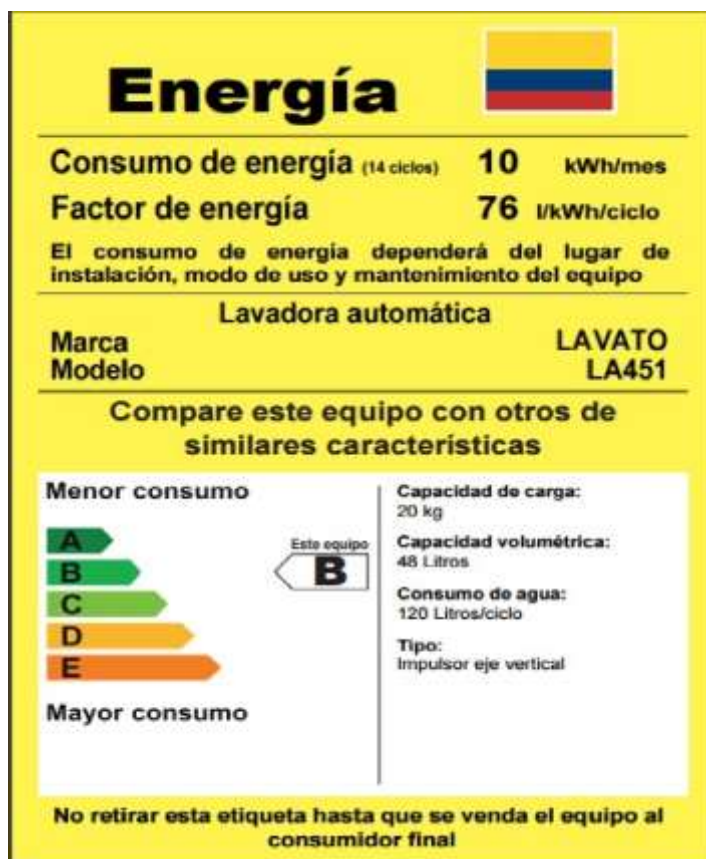 Energía
Consumo de energía (14 ciclos) 10 kWh/mes
Factor de energía 76 l/kWh/ciclo
El consumo de energía dependerá del lugar de
instalación, modo de uso y mantenimiento del equipo
Lavadora automática
Marca LAVATO
Modelo LA451
Compare este equipo con otros de
similares características
Menor consumo
A
B
C
D
E
Este equipo
B
Mayor consumo
Capacidad de carga:
20 kg
Capacidad volumétrica:
48 Litros
Consumo de agua:
120 Litros/ciclo
Tipo:
Impulsor eje vertical
No retirar esta etiqueta hasta que se venda el equipo al
consumidor final